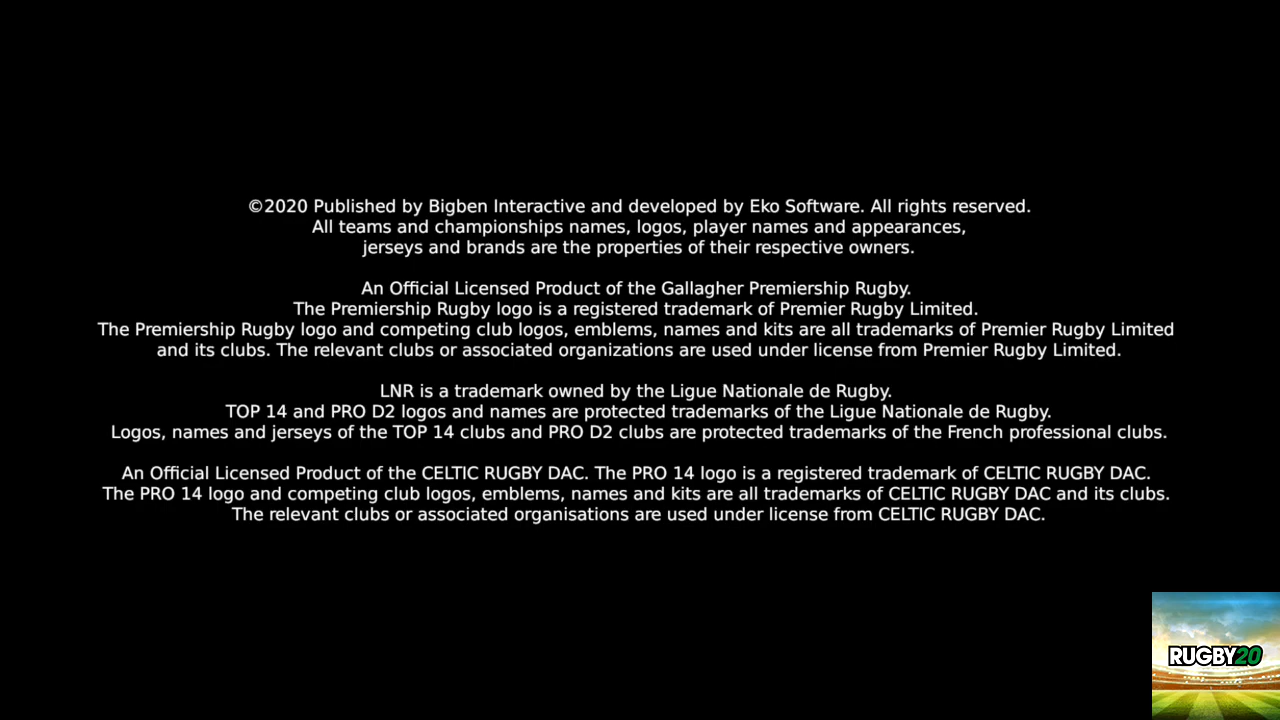 ©2020 Published by Bigben Interactive and developed by Eko Software. All rights reserved.
All teams and championships names, logos, player names and appearances,
jerseys and brands are the properties of their respective owners.
An Official Licensed Product of the Gallagher Premiership Rugby.
The Premiership Rugby logo is a registered trademark of Premier Rugby Limited.
The Premiership Rugby logo and competing club logos, emblems, names and kits are all trademarks of Premier Rugby Limited
and its clubs. The relevant clubs or associated organizations are used under license from Premier Rugby Limited.
LNR is a trademark owned by the Ligue Nationale de Rugby.
TOP 14 and PRO D2 logos and names are protected trademarks of the Ligue Nationale de Rugby.
Logos, names and jerseys of the TOP 14 clubs and PRO D2 clubs are protected trademarks of the French professional clubs.
An Official Licensed Product of the CELTIC RUGBY DAC. The PRO 14 logo is a registered trademark of CELTIC RUGBY DAC.
The PRO 14 logo and competing club logos, emblems, names and kits are all trademarks of CELTIC RUGBY DAC and its clubs.
The relevant clubs or associated organisations are used under license from CELTIC RUGBY DAC.
RUGBY20